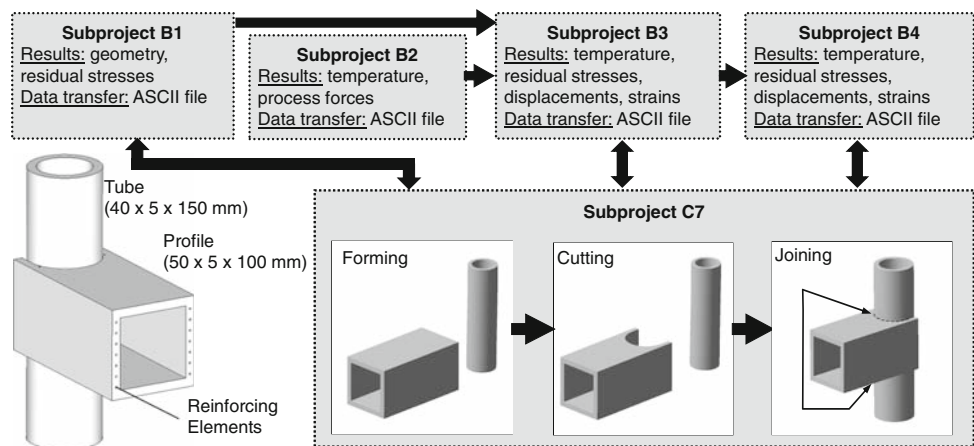 Subproject B1
Results: geometry,
residual stresses
Data transfer: ASCII file
Subproject B2
Results: temperature,
process forces
Data transfer: ASCII file
Subproject B3
Results: temperature,
residual stresses,
displacements, strains
Data transfer: ASCII file
Subproject B4
Results: temperature,
residual stresses,
displacements, strains
Data transfer: ASCII file
Tube
(40 x 5 x 150 mm)
Profile
(50 x 5 x 100 mm)
Reinforcing
Elements
Subproject C7
Forming
Cutting
Joining